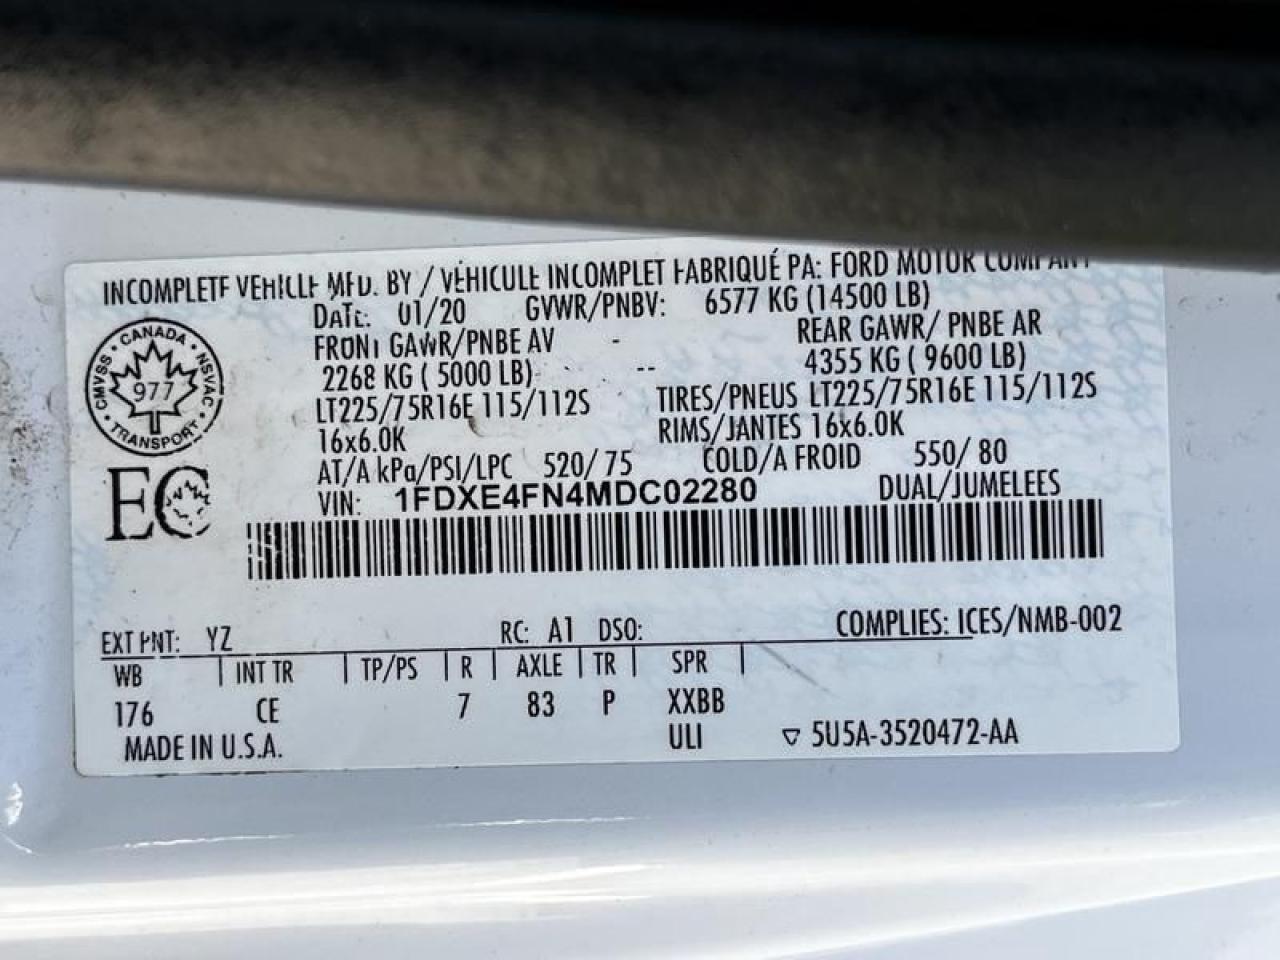 INCOMPLETE VEHICLE MFD. BY / VÉHICULE INCOMPLET FABRIQUÉ PA: FORD MOTOR COMPANY
DATE: 01/20 GVWR/PNBV: 6577 KG (14500 LB)
FRONT GAWR/PNBE AV - REAR GAWR/ PNBE AR
2268 KG ( 5000 LB) -- 4355 KG ( 9600 LB)
LT225/75R16E 115/112S TIRES/PNEUS LT225/75R16E 115/112S
16x6.0K RIMS/JANTES 16x6.0K
AT/A kPa/PSI/LPC 520/ 75 COLD/A FROID 550/ 80
VIN: 1FDXE4FN4MDC02280 DUAL/JUMELEES
CANADA
CMVSS 977 NSVAC
TRANSPORT
EC
EXT PNT: YZ RC: A1 DSO: COMPLIES: ICES/NMB-002
WB | INT TR | TP/PS | R | AXLE | TR | SPR |
176 CE 7 83 P XXBB
MADE IN U.S.A. ULI ▽ 5U5A-3520472-AA